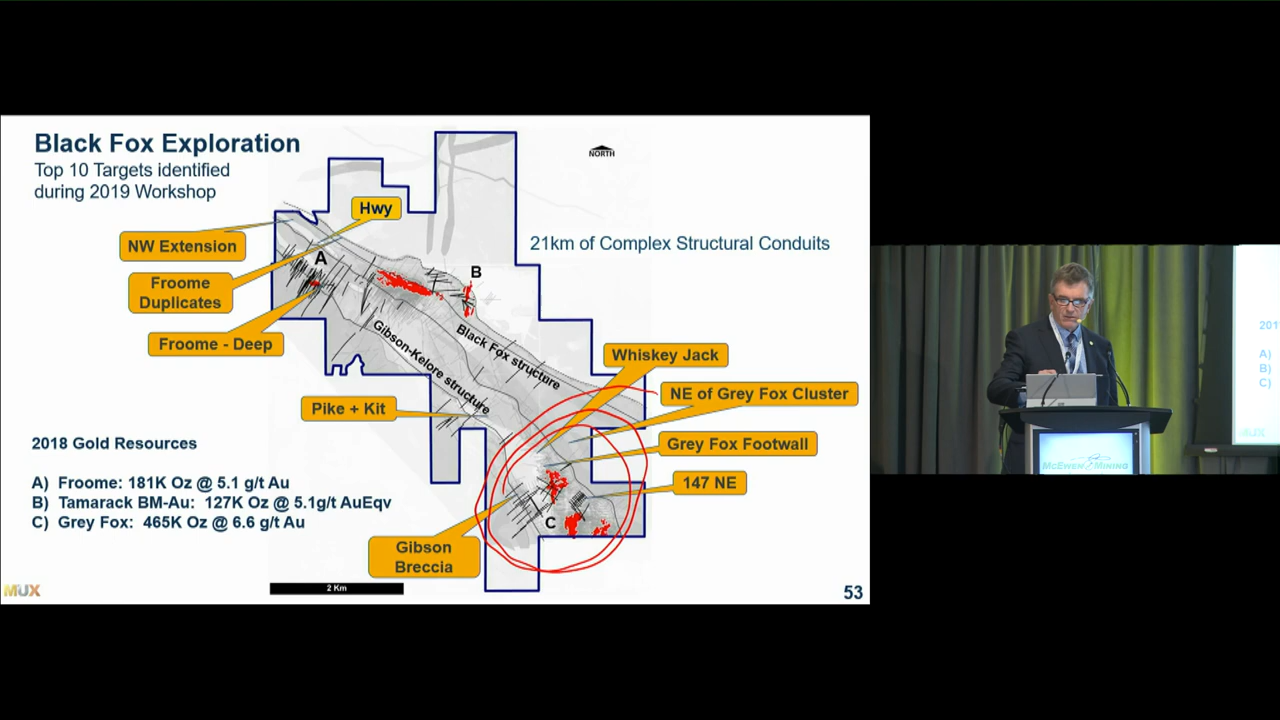 Black Fox Exploration
Top 10 Targets identified
during 2019 Workshop
NORTH
Hwy
NW Extension
21km of Complex Structural Conduits
A
B
Froome
Duplicates
Froome - Deep
Black Fox structure
Gibson-Kelore structure
Whiskey Jack
NE of Grey Fox Cluster
Pike + Kit
Grey Fox Footwall
2018 Gold Resources
147 NE
A) Froome: 181K Oz @ 5.1 g/t Au
B) Tamarack BM-Au: 127K Oz @ 5.1g/t AuEqv
C) Grey Fox: 465K Oz @ 6.6 g/t Au
C
Gibson
Breccia
2 Km
MUX
53
201
A)
B)
C)
McEwen Mining